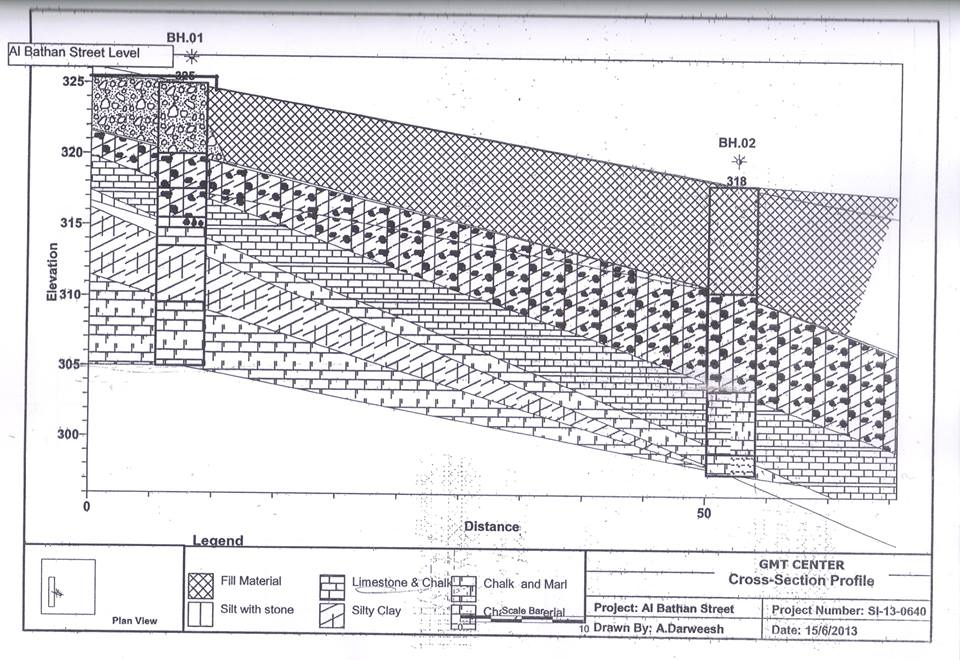 BH.01
Al Bathan Street Level
325
325
320
BH.02
318
315
Elevation
310
305
300
0
50
Distance
Legend
Fill Material
Limestone & Chalk
Chalk and Marl
Silt with stone
Silty Clay
Scale Bar
0
10
Plan View
GMT CENTER
Cross-Section Profile
Project: Al Bathan Street
Project Number: SI-13-0640
Drawn By: A.Darweesh
Date: 15/6/2013